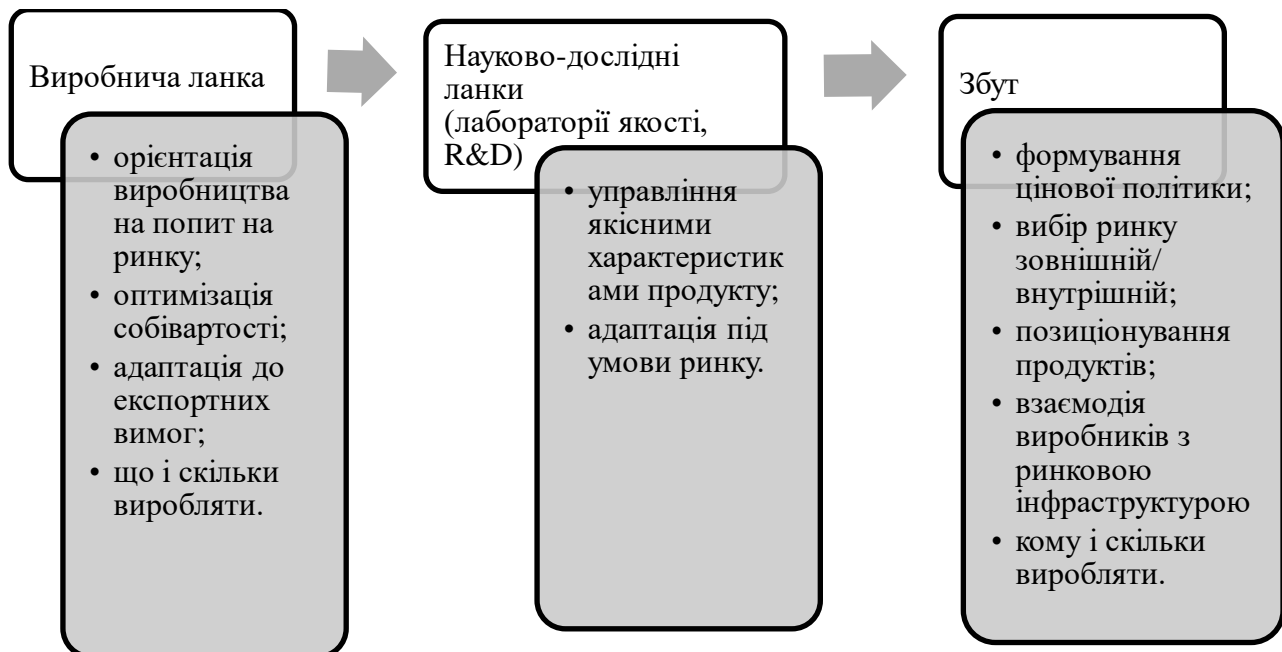 Виробнича ланка
• орієнтація
виробництва
на попит на
ринку;
• оптимізація
собівартості;
• адаптація до
експортних
вимог;
• що і скільки
виробляти.
Науково-дослідні
ланки
(лабораторії якості,
R&D)
• управління
якісними
характеристик
ами продукту;
• адаптація під
умови ринку.
Збут
• формування
цінової політики;
• вибір ринку
зовнішній/
внутрішній;
• позиціонування
продуктів;
• взаємодія
виробників з
ринковою
інфраструктурою
• кому і скільки
виробляти.